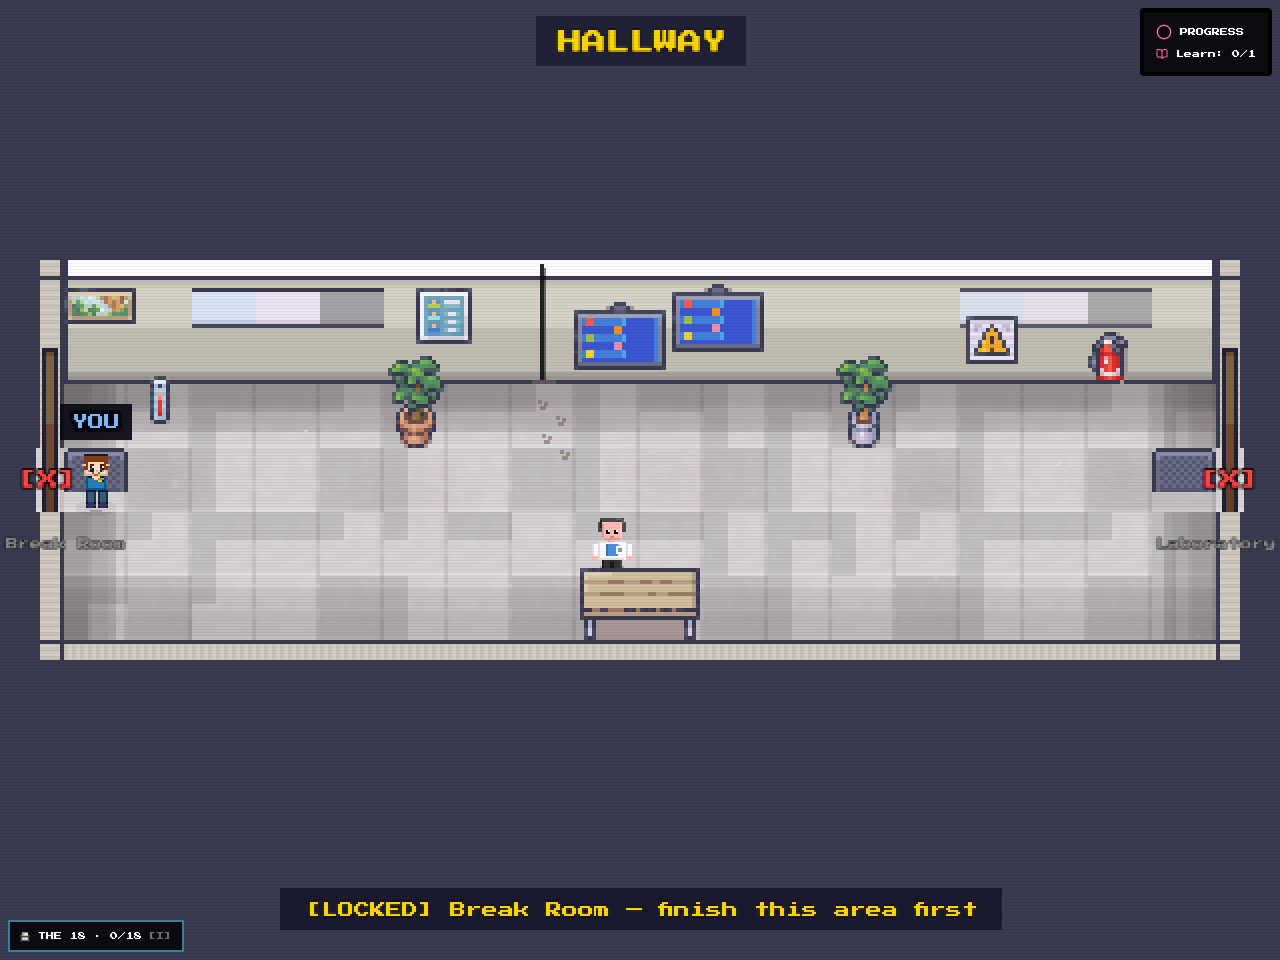 HALLWAY
PROGRESS
Learn: 0/1
YOU
[X]
[X]
Break Room
Laboratory
[LOCKED] Break Room — finish this area first
THE 18 · 0/18 [I]